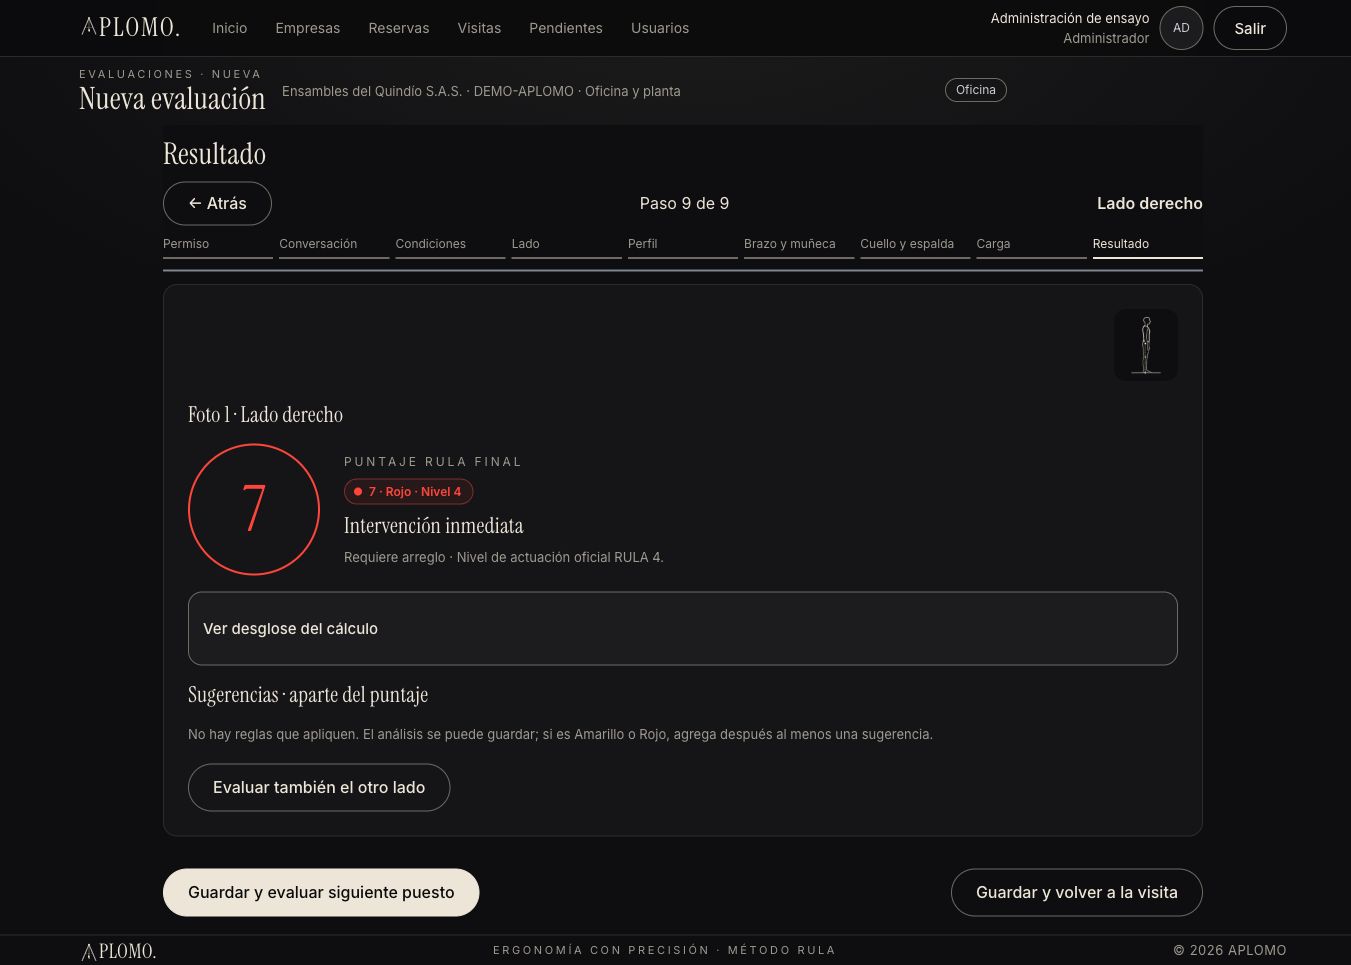 APLOMO.
Inicio
Empresas
Reservas
Visitas
Pendientes
Usuarios
Administración de ensayo
Administrador
AD
Salir
EVALUACIONES · NUEVA
Nueva evaluación
Ensambles del Quindío S.A.S. · DEMO-APLOMO · Oficina y planta
Oficina
Resultado
← Atrás
Paso 9 de 9
Lado derecho
Permiso
Conversación
Condiciones
Lado
Perfil
Brazo y muñeca
Cuello y espalda
Carga
Resultado
Foto 1 · Lado derecho
7
PUNTAJE RULA FINAL
7 · Rojo · Nivel 4
Intervención inmediata
Requiere arreglo · Nivel de actuación oficial RULA 4.
Ver desglose del cálculo
Sugerencias · aparte del puntaje
No hay reglas que apliquen. El análisis se puede guardar; si es Amarillo o Rojo, agrega después al menos una sugerencia.
Evaluar también el otro lado
Guardar y evaluar siguiente puesto
Guardar y volver a la visita
APLOMO.
ERGONOMÍA CON PRECISIÓN · MÉTODO RULA
© 2026 APLOMO